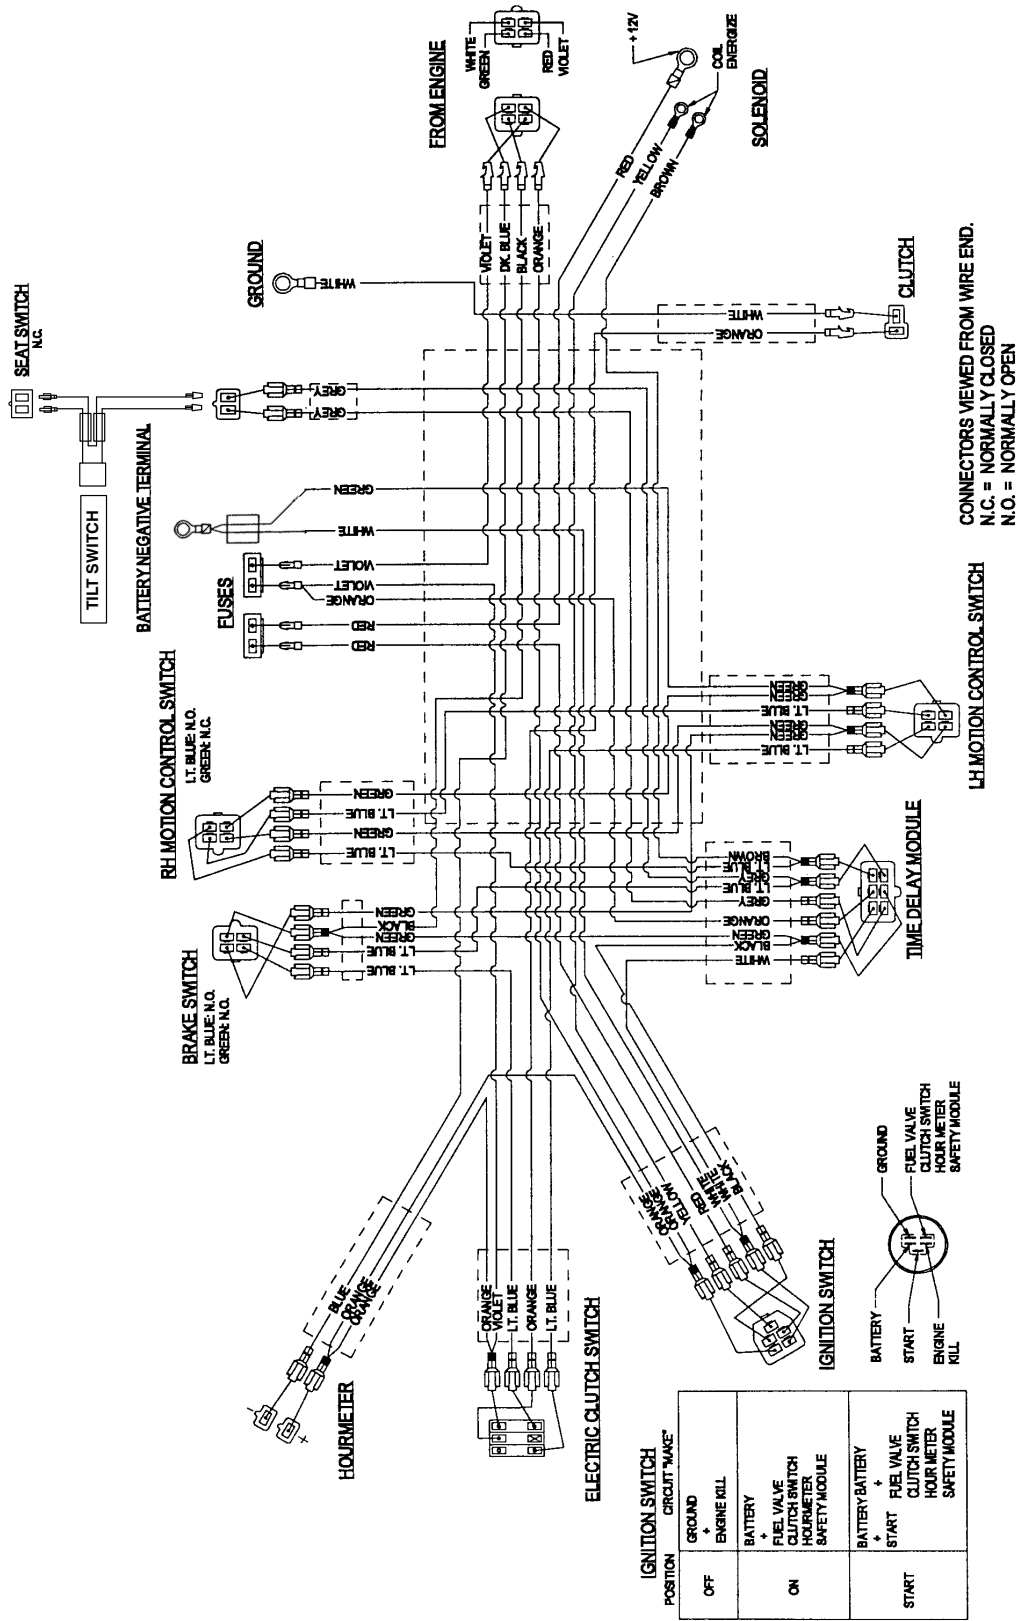 FROM ENGINE
WHITE
GREEN
RED
VIOLET
+ 12V
COIL
ENERGIZE
SOLENOID
RED
YELLOW
BROWN
VIOLET
DK. BLUE
BLACK
ORANGE
GROUND
WHITE
SEAT SWITCH
N.C.
TILT SWITCH
GREY
GREY
WHITE
ORANGE
CLUTCH
CONNECTORS VIEWED FROM WIRE END.
N.C. = NORMALLY CLOSED
N.O. = NORMALLY OPEN
BATTERY NEGATIVE TERMINAL
GREEN
WHITE
FUSES
VIOLET
VIOLET
ORANGE
RED
RED
RH MOTION CONTROL SWITCH
LT. BLUE: N.O.
GREEN: N.C.
GREEN
LT. BLUE
GREEN
LT. BLUE
LH MOTION CONTROL SWITCH
GREEN
GREEN
LT. BLUE
GREEN
GREEN
LT. BLUE
BRAKE SWITCH
LT. BLUE: N.O.
GREEN: N.O.
GREEN
BLACK
GREEN
LT. BLUE
LT. BLUE
TIME DELAY MODULE
BROWN
LT. BLUE
GREY
LT. BLUE
GREY
ORANGE
GREEN
BLACK
WHITE
HOURMETER
BLUE
ORANGE
ORANGE
+
-
ELECTRIC CLUTCH SWITCH
ORANGE
VIOLET
LT. BLUE
ORANGE
LT. BLUE
IGNITION SWITCH
ORANGE
ORANGE
YELLOW
RED
WHITE
WHITE
BLACK
GROUND
FUEL VALVE
CLUTCH SWITCH
HOUR METER
SAFETY MODULE
BATTERY
START
ENGINE
KILL
IGNITION SWITCH
POSITION CIRCUIT "MAKE"
OFF GROUND
+
ENGINE KILL
ON BATTERY
+
FUEL VALVE
CLUTCH SWITCH
HOURMETER
SAFETY MODULE
START BATTERY BATTERY
+ +
START FUEL VALVE
CLUTCH SWITCH
HOUR METER
SAFETY MODULE